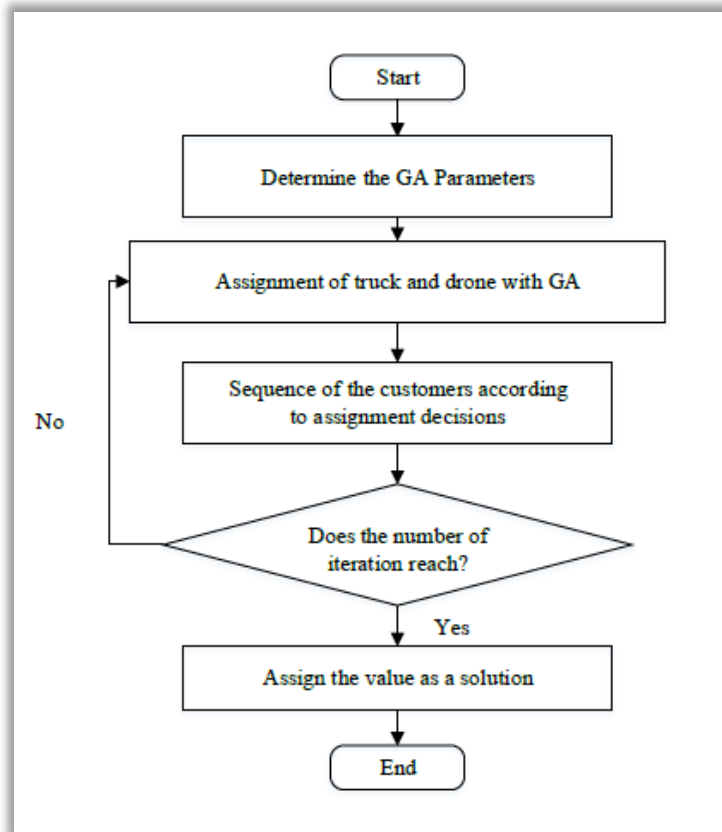 Start
Determine the GA Parameters
Assignment of truck and drone with GA
Sequence of the customers according
to assignment decisions
No
Does the number of
iteration reach?
Yes
Assign the value as a solution
End